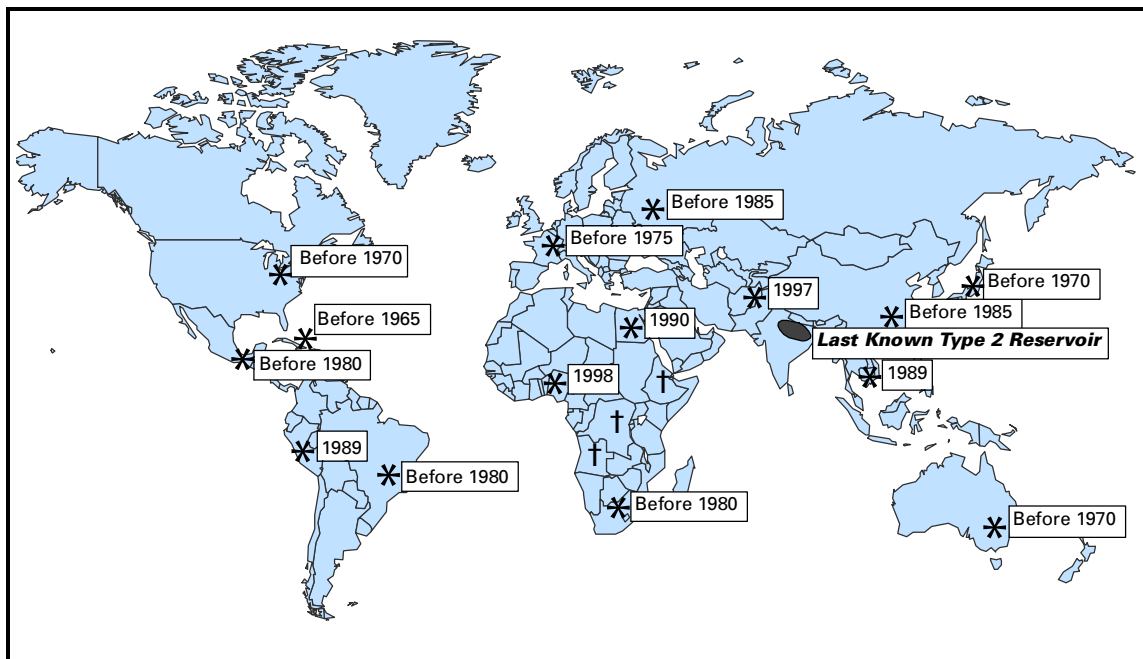 Before 1985
Before 1975
Before 1970
1997
Before 1970
Before 1985
Before 1965
1990
Last Known Type 2 Reservoir
Before 1980
1998
†
1989
†
1989
†
Before 1980
Before 1980
Before 1970